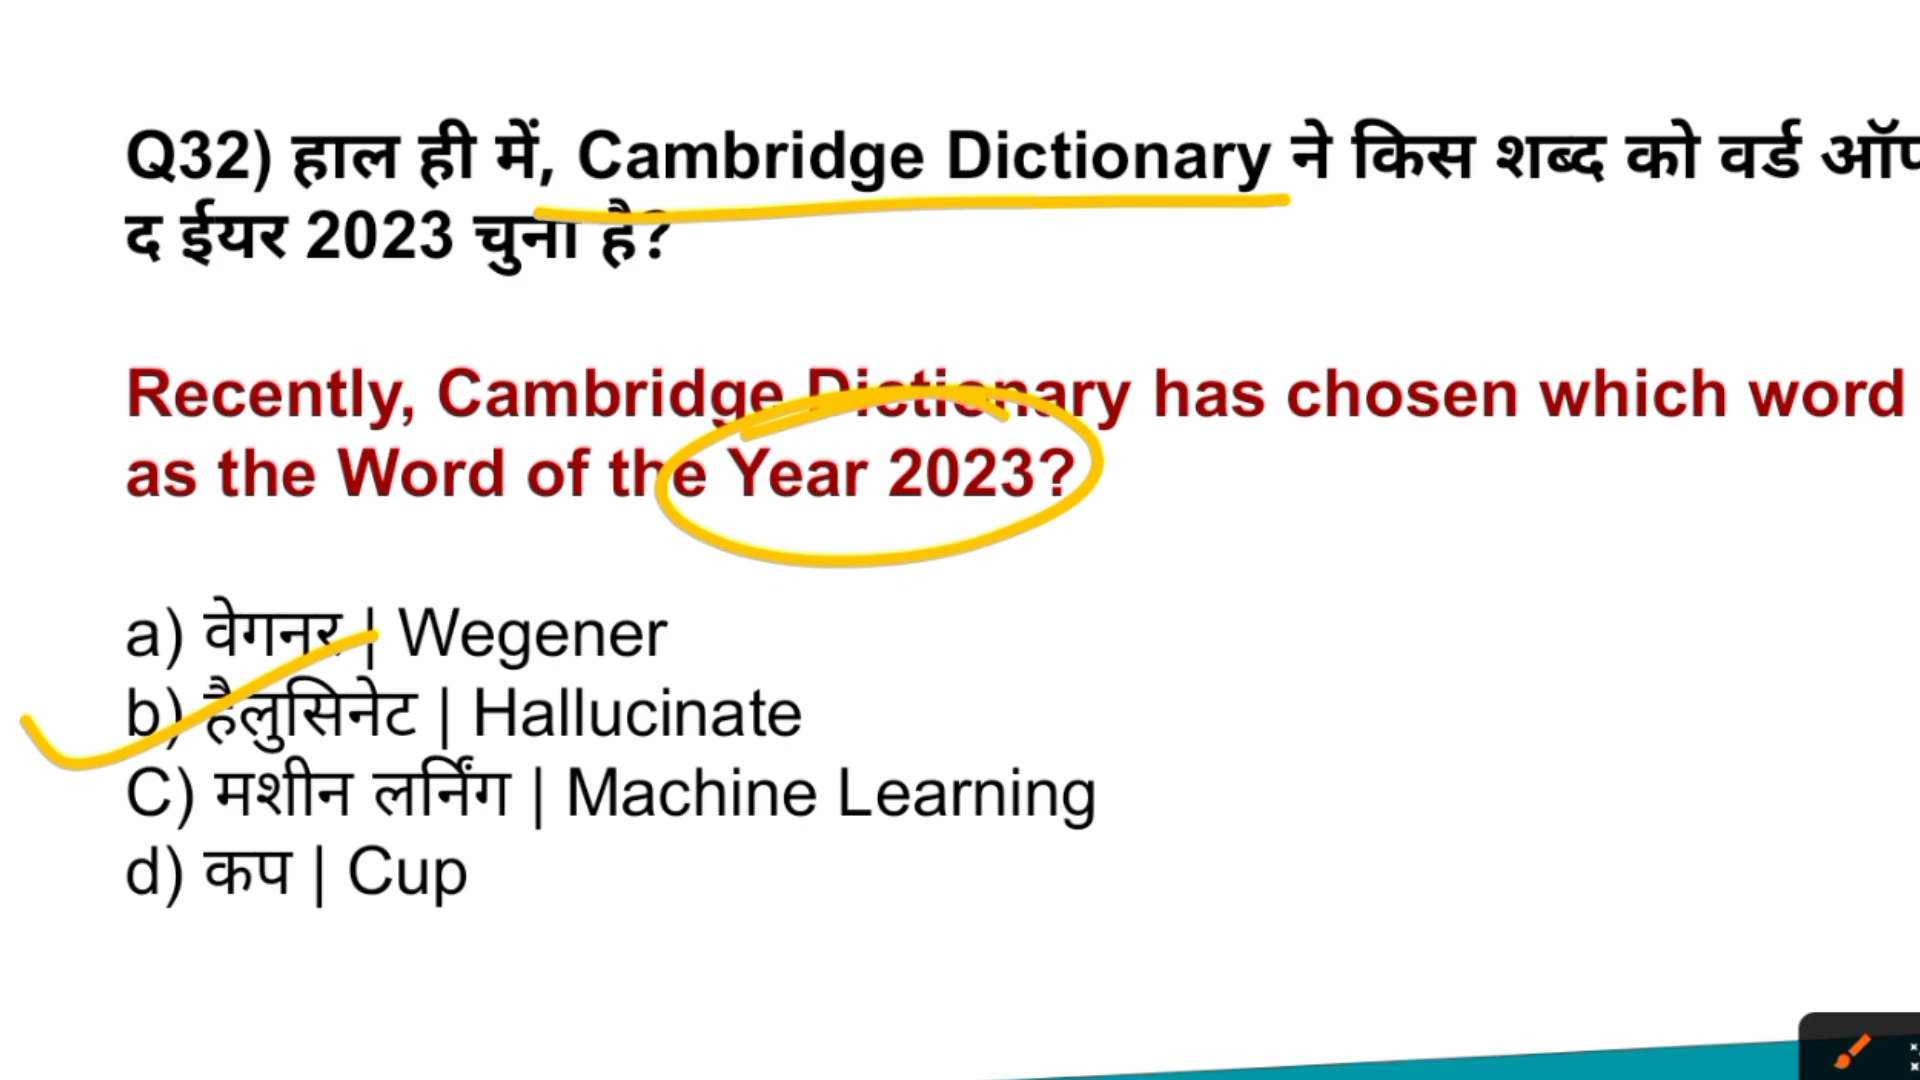 Q32) हाल ही में, Cambridge Dictionary ने किस शब्द को वर्ड
द ईयर 2023 चुना है?
Recently, Cambridge Dictionary has chosen which word
as the Word of the Year 2023?
a) वेगनर | Wegener
b) हैलुसिनेट | Hallucinate
C) मशीन लर्निंग | Machine Learning
d) कप | Cup